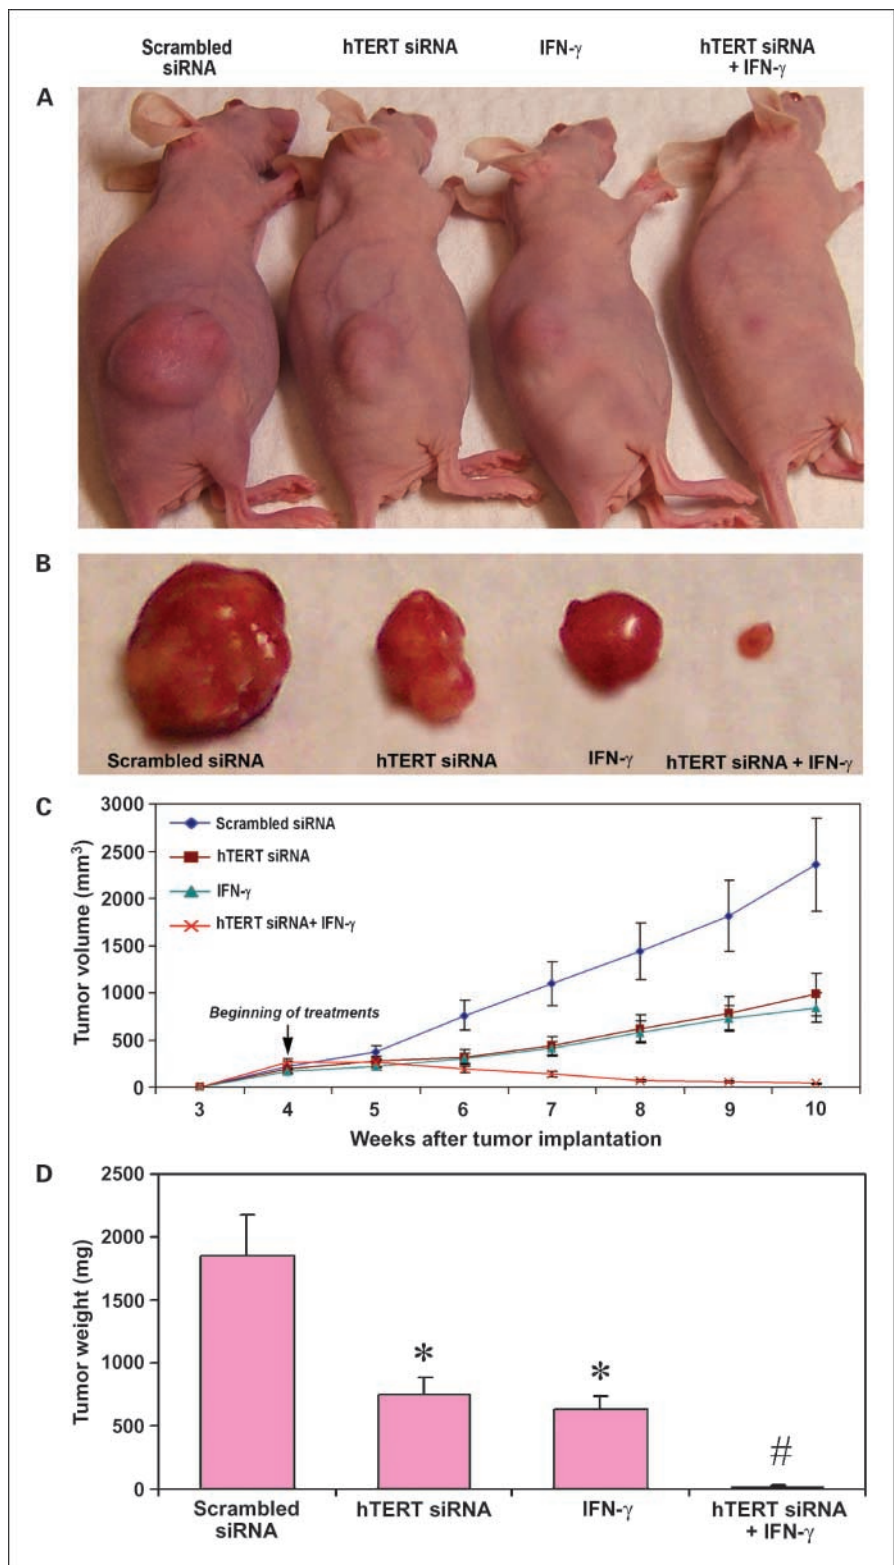 Scrambled
siRNA
hTERT siRNA
IFN-γ
hTERT siRNA
+ IFN-γ
A
B
Scrambled siRNA
hTERT siRNA
IFN-γ
hTERT siRNA + IFN-γ
C
3000
2500
2000
1500
1000
500
0
Tumor volume (mm³)
Scrambled siRNA
hTERT siRNA
IFN-γ
hTERT siRNA+ IFN-γ
Beginning of treatments
3 4 5 6 7 8 9 10
Weeks after tumor implantation
D
2500
2000
1500
1000
500
0
Tumor weight (mg)
*
*
#
Scrambled
siRNA
hTERT siRNA
IFN-γ
hTERT siRNA
+ IFN-γ